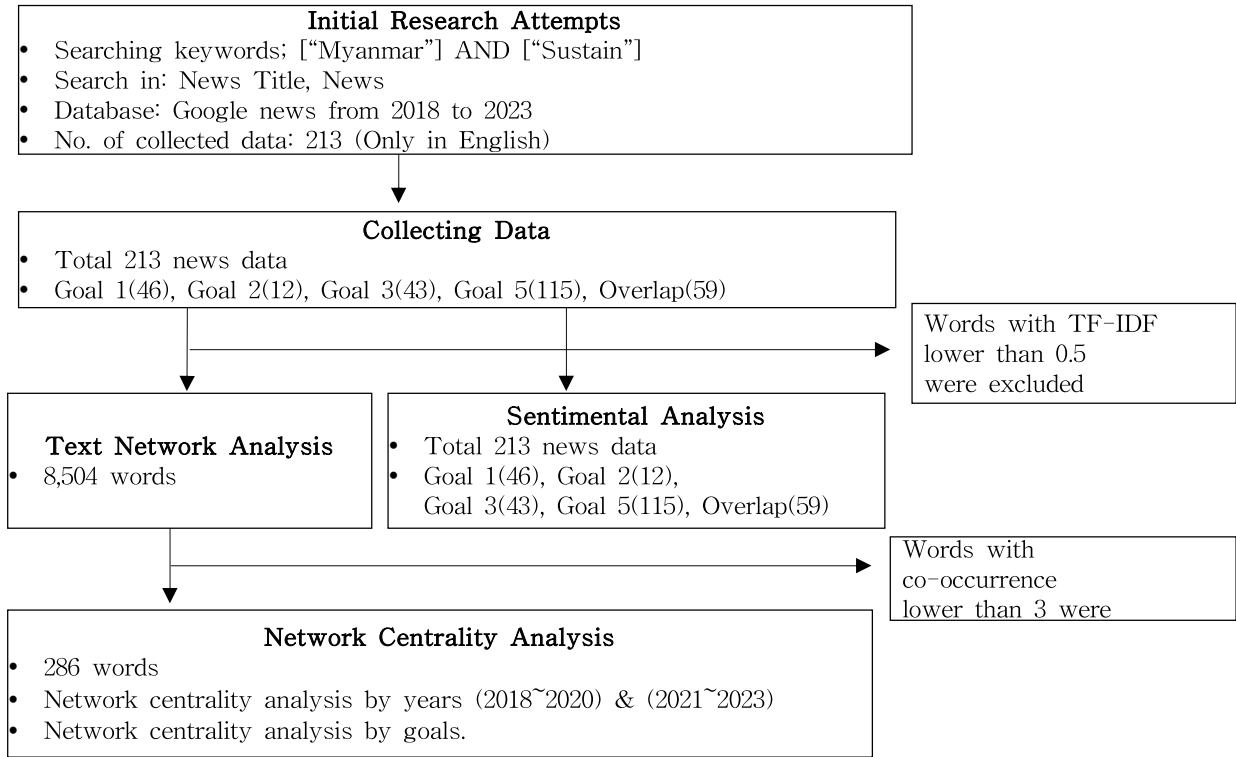 Initial Research Attempts
• Searching keywords; [“Myanmar”] AND [“Sustain”]
• Search in: News Title, News
• Database: Google news from 2018 to 2023
• No. of collected data: 213 (Only in English)
Collecting Data
• Total 213 news data
• Goal 1(46), Goal 2(12), Goal 3(43), Goal 5(115), Overlap(59)
Words with TF-IDF
lower than 0.5
were excluded
Text Network Analysis
• 8,504 words
Sentimental Analysis
• Total 213 news data
• Goal 1(46), Goal 2(12),
Goal 3(43), Goal 5(115), Overlap(59)
Words with
co-occurrence
lower than 3 were
Network Centrality Analysis
• 286 words
• Network centrality analysis by years (2018~2020) & (2021~2023)
• Network centrality analysis by goals.